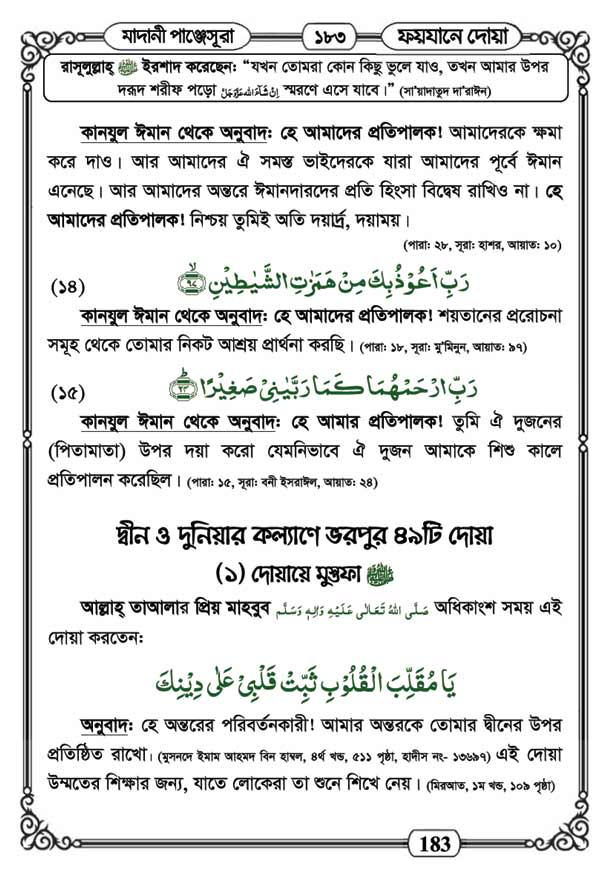 মাদানী পাঞ্জেসূরা ১৮৩ ফয়যানে দোয়া
রাসূলুল্লাহ্ ﷺ ইরশাদ করেছেন: “যখন তোমরা কোন কিছু ভুলে যাও, তখন আমার উপর
দরূদ শরীফ পড়ো اِنْ شَآءَ اللہ عَزَّوَجَلَّ স্মরণে এসে যাবে।” (সা'য়াদাতুদ দা'রাঈন)
কানযুল ঈমান থেকে অনুবাদ: হে আমাদের প্রতিপালক! আমাদেরকে ক্ষমা
করে দাও। আর আমাদের ঐ সমস্ত ভাইদেরকে যারা আমাদের পূর্বে ঈমান
এনেছে। আর আমাদের অন্তরে ঈমানদারদের প্রতি হিংসা বিদ্বেষ রাখিও না। হে
আমাদের প্রতিপালক! নিশ্চয় তুমিই অতি দয়ার্দ্র, দয়াময়।
(পারা: ২৮, সূরা: হাশর, আয়াত: ১০)
(১৪) رَبِّ اَعُوْذُ بِكَ مِنْ هَمَزٰتِ الشَّيٰطِيْنِ ﴿ۙ۹۷﴾
কানযুল ঈমান থেকে অনুবাদ: হে আমাদের প্রতিপালক! শয়তানের প্ররোচনা
সমূহ থেকে তোমার নিকট আশ্রয় প্রার্থনা করছি। (পারা: ১৮, সূরা: মু'মিনুন, আয়াত: ৯৭)
(১৫) رَبِّ ارْحَمْهُمَا كَمَا رَبَّيٰنِيْ صَغِيْرًا ﴿ؕ۲۴﴾
কানযুল ঈমান থেকে অনুবাদ: হে আমার প্রতিপালক! তুমি ঐ দুজনের
(পিতামাতা) উপর দয়া করো যেমনিভাবে ঐ দুজন আমাকে শিশু কালে
প্রতিপালন করেছিল। (পারা: ১৫, সূরা: বনী ইসরাঈল, আয়াত: ২৪)
দ্বীন ও দুনিয়ার কল্যাণে ভরপুর ৪৯টি দোয়া
(১) দোয়ায়ে মুস্তফা ﷺ
আল্লাহ্ তাআলার প্রিয় মাহবুব صَلَّى اللهُ تَعَالٰى عَلَيْهِ وَاٰلِهٖ وَسَلَّم অধিকাংশ সময় এই
দোয়া করতেন:
يَا مُقَلِّبَ الْقُلُوْبِ ثَبِّتْ قَلْبِيْ عَلٰى دِيْنِكَ
অনুবাদ: হে অন্তরের পরিবর্তনকারী! আমার অন্তরকে তোমার দ্বীনের উপর
প্রতিষ্ঠিত রাখো। (মুসনদে ইমাম আহমদ বিন হাম্বল, ৪র্থ খন্ড, ৫১১ পৃষ্ঠা, হাদীস নং- ১৩৬৯৭) এই দোয়া
উম্মতের শিক্ষার জন্য, যাতে লোকেরা তা শুনে শিখে নেয়। (মিরআত, ১ম খন্ড, ১০৯ পৃষ্ঠা)
183